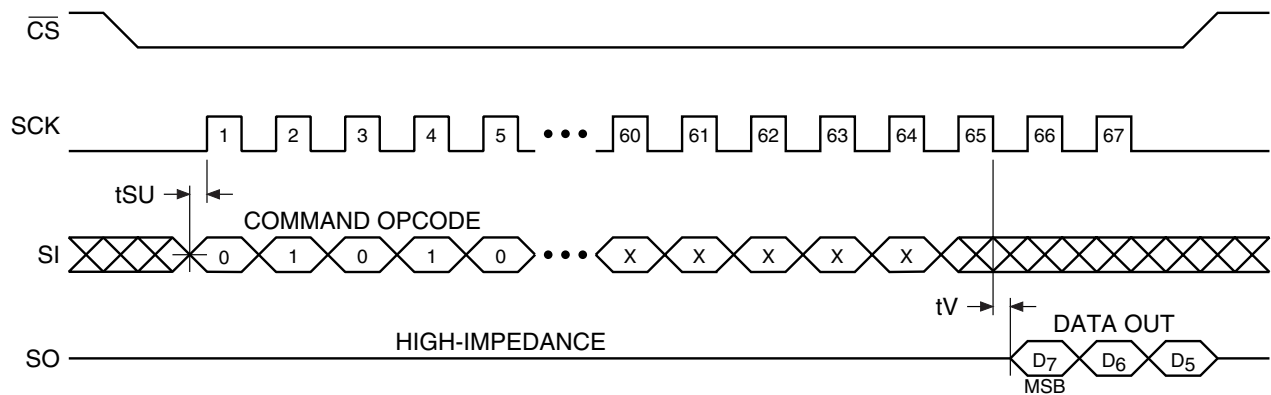 CS
SCK 1 2 3 4 5 ••• 60 61 62 63 64 65 66 67
tSU
COMMAND OPCODE
SI 0 1 0 1 0 ••• X X X X X
tV
DATA OUT
HIGH-IMPEDANCE
SO D7 D6 D5
MSB